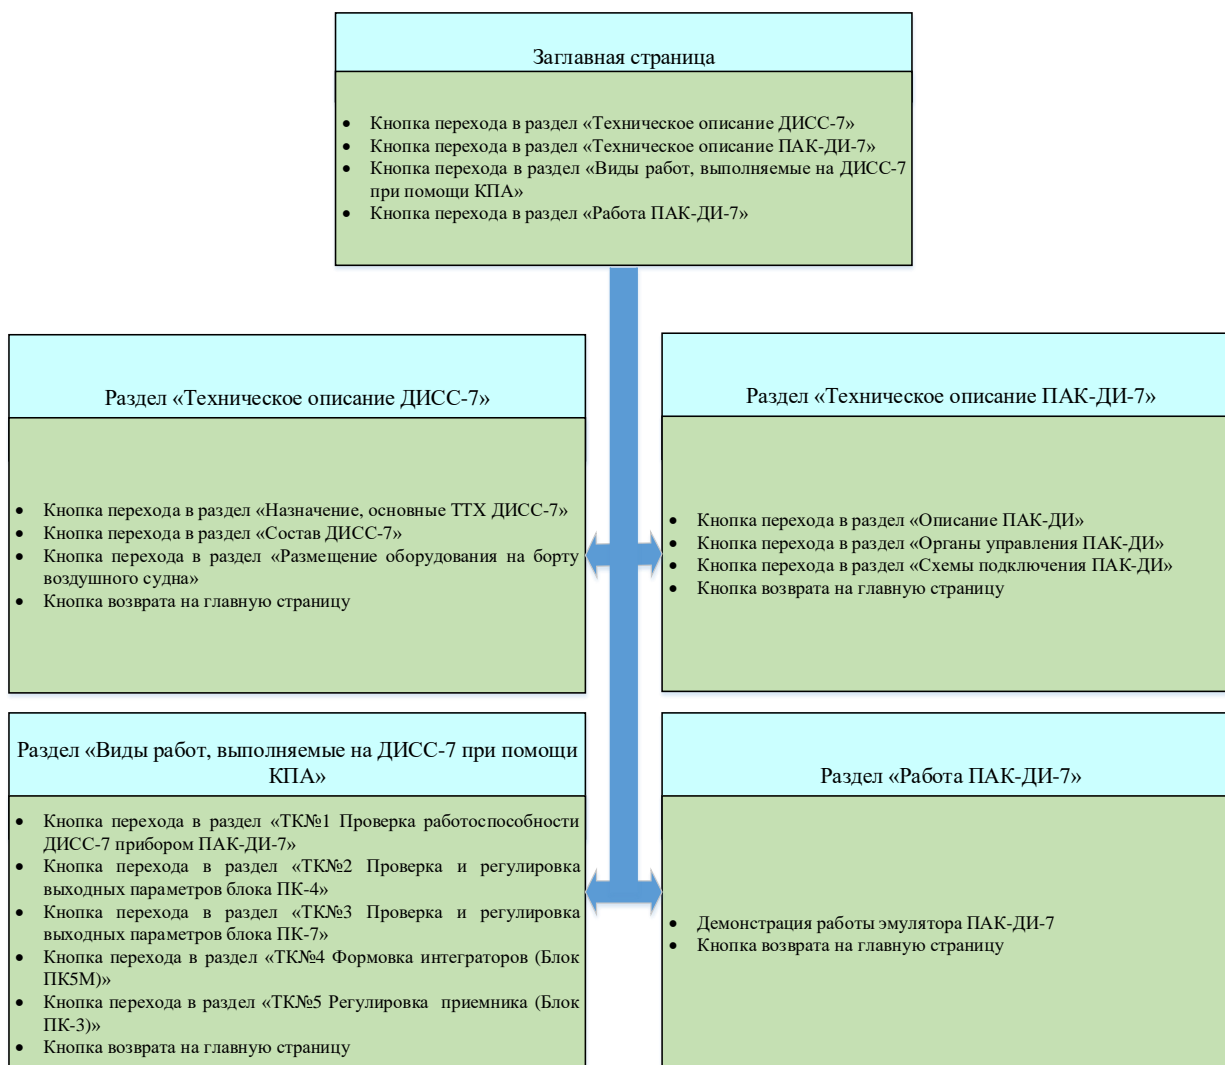 Заглавная страница
• Кнопка перехода в раздел «Техническое описание ДИСС-7»
• Кнопка перехода в раздел «Техническое описание ПАК-ДИ-7»
• Кнопка перехода в раздел «Виды работ, выполняемые на ДИСС-7
при помощи КПА»
• Кнопка перехода в раздел «Работа ПАК-ДИ-7»
Раздел «Техническое описание ДИСС-7»
• Кнопка перехода в раздел «Назначение, основные ТТХ ДИСС-7»
• Кнопка перехода в раздел «Состав ДИСС-7»
• Кнопка перехода в раздел «Размещение оборудования на борту
воздушного судна»
• Кнопка возврата на главную страницу
Раздел «Техническое описание ПАК-ДИ-7»
• Кнопка перехода в раздел «Описание ПАК-ДИ»
• Кнопка перехода в раздел «Органы управления ПАК-ДИ»
• Кнопка перехода в раздел «Схемы подключения ПАК-ДИ»
• Кнопка возврата на главную страницу
Раздел «Виды работ, выполняемые на ДИСС-7 при помощи
КПА»
• Кнопка перехода в раздел «ТК№1 Проверка работоспособности
ДИСС-7 прибором ПАК-ДИ-7»
• Кнопка перехода в раздел «ТК№2 Проверка и регулировка
выходных параметров блока ПК-4»
• Кнопка перехода в раздел «ТК№3 Проверка и регулировка
выходных параметров блока ПК-7»
• Кнопка перехода в раздел «ТК№4 Формовка интеграторов (Блок
ПК5М)»
• Кнопка перехода в раздел «ТК№5 Регулировка приемника (Блок
ПК-3)»
• Кнопка возврата на главную страницу
Раздел «Работа ПАК-ДИ-7»
• Демонстрация работы эмулятора ПАК-ДИ-7
• Кнопка возврата на главную страницу